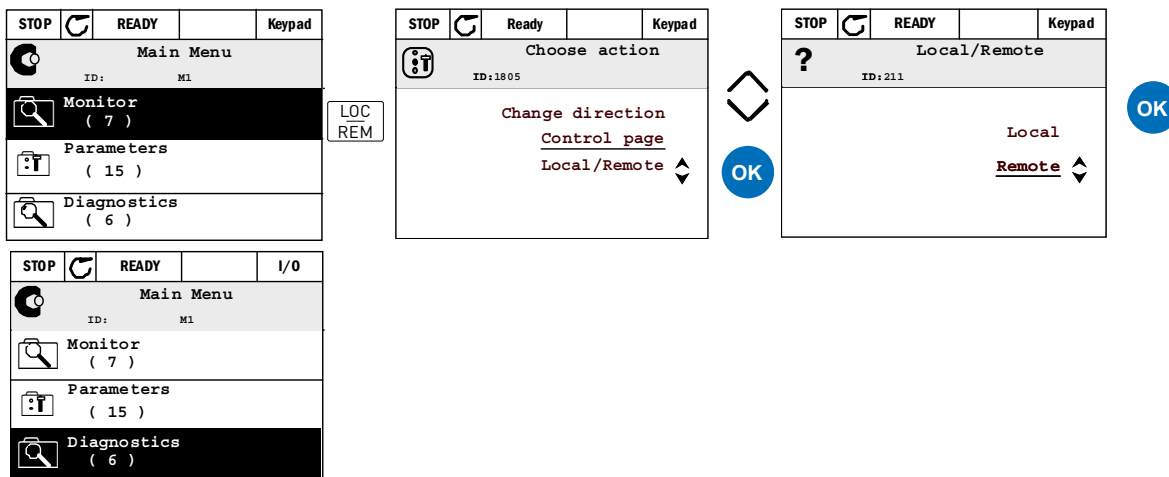 STOP READY Keypad
Main Menu
ID: M1
Monitor
( 7 )
Parameters
( 15 )
Diagnostics
( 6 )
LOC
REM
STOP Ready Keypad
Choose action
ID:1805
Change direction
Control page
Local/Remote
OK
STOP READY Keypad
?
Local/Remote
ID:211
Local
Remote
OK
STOP READY I/O
Main Menu
ID: M1
Monitor
( 7 )
Parameters
( 15 )
Diagnostics
( 6 )